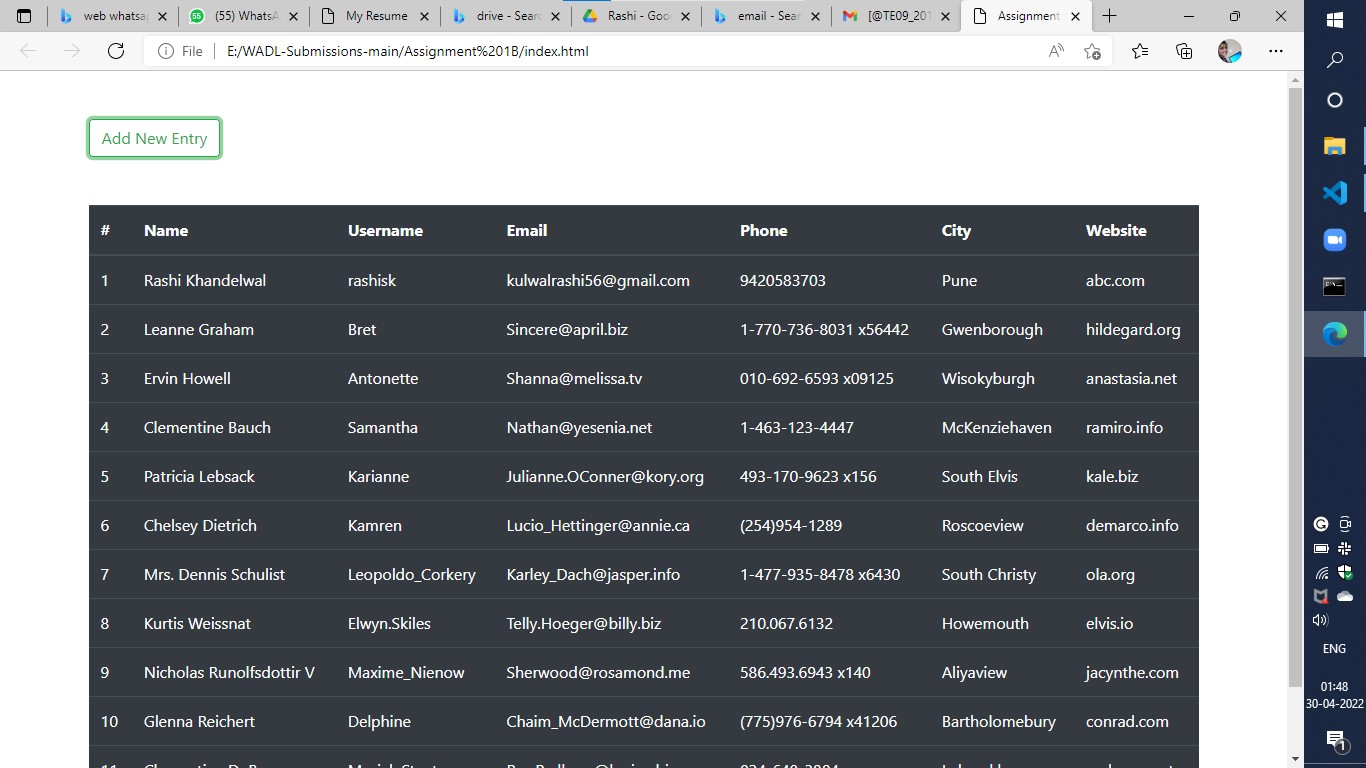 web whatsa
55
(55) WhatsA
My Resume
drive - Sear
Rashi - Goo
email - Sear
[@TE09_201
Assignment
File
E:/WADL-Submissions-main/Assignment%201B/index.html
Add New Entry
# Name Username Email Phone City Website
1 Rashi Khandelwal rashisk kulwalrashi56@gmail.com 9420583703 Pune abc.com
2 Leanne Graham Bret Sincere@april.biz 1-770-736-8031 x56442 Gwenborough hildegard.org
3 Ervin Howell Antonette Shanna@melissa.tv 010-692-6593 x09125 Wisokyburgh anastasia.net
4 Clementine Bauch Samantha Nathan@yesenia.net 1-463-123-4447 McKenziehaven ramiro.info
5 Patricia Lebsack Karianne Julianne.OConner@kory.org 493-170-9623 x156 South Elvis kale.biz
6 Chelsey Dietrich Kamren Lucio_Hettinger@annie.ca (254)954-1289 Roscoeview demarco.info
7 Mrs. Dennis Schulist Leopoldo_Corkery Karley_Dach@jasper.info 1-477-935-8478 x6430 South Christy ola.org
8 Kurtis Weissnat Elwyn.Skiles Telly.Hoeger@billy.biz 210.067.6132 Howemouth elvis.io
9 Nicholas Runolfsdottir V Maxime_Nienow Sherwood@rosamond.me 586.493.6943 x140 Aliyaview jacynthe.com
10 Glenna Reichert Delphine Chaim_McDermott@dana.io (775)976-6794 x41206 Bartholomebury conrad.com
ENG
01:48
30-04-2022
1